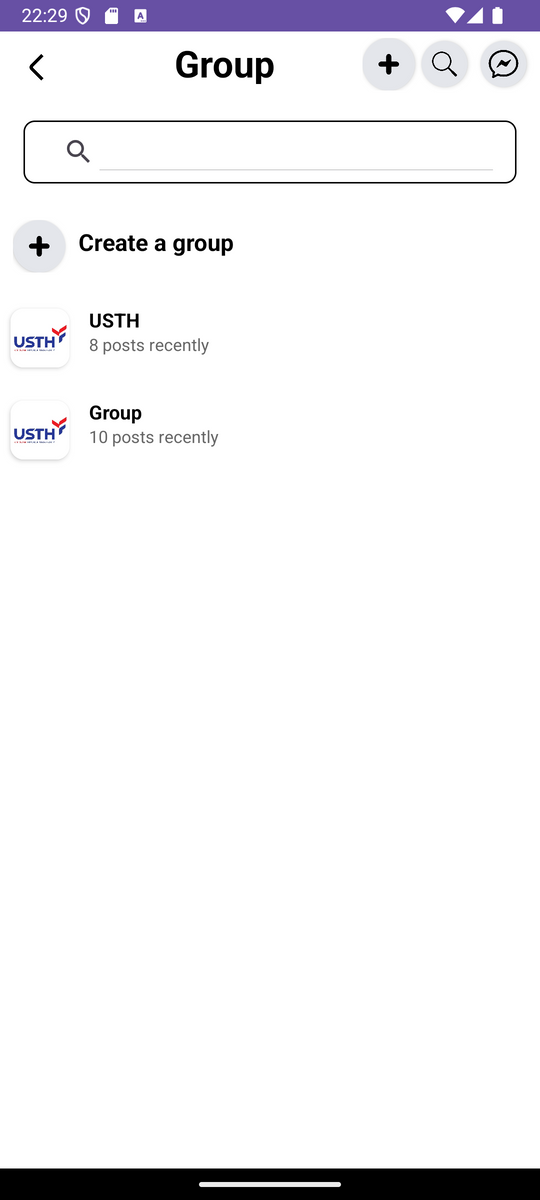 22:29
Group
Create a group
USTH
USTH
8 posts recently
USTH
Group
10 posts recently